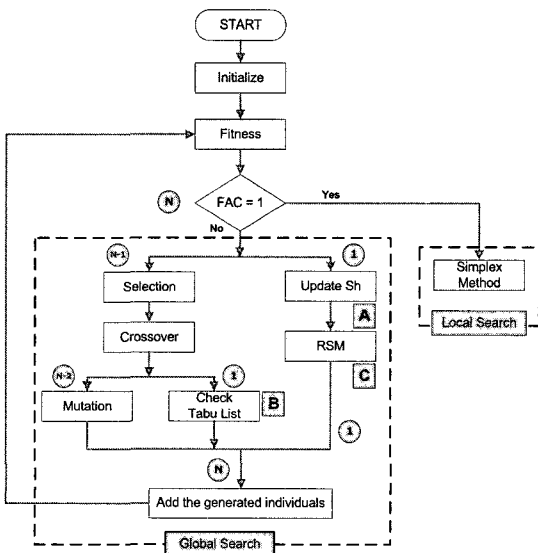 START
Initialize
Fitness
N
FAC = 1
Yes
No
N-1
1
Selection
Update Sh
Simplex
Method
A
Local Search
Crossover
RSM
N-2
1
C
Mutation
Check
Tabu List
B
1
N
Add the generated individuals
Global Search